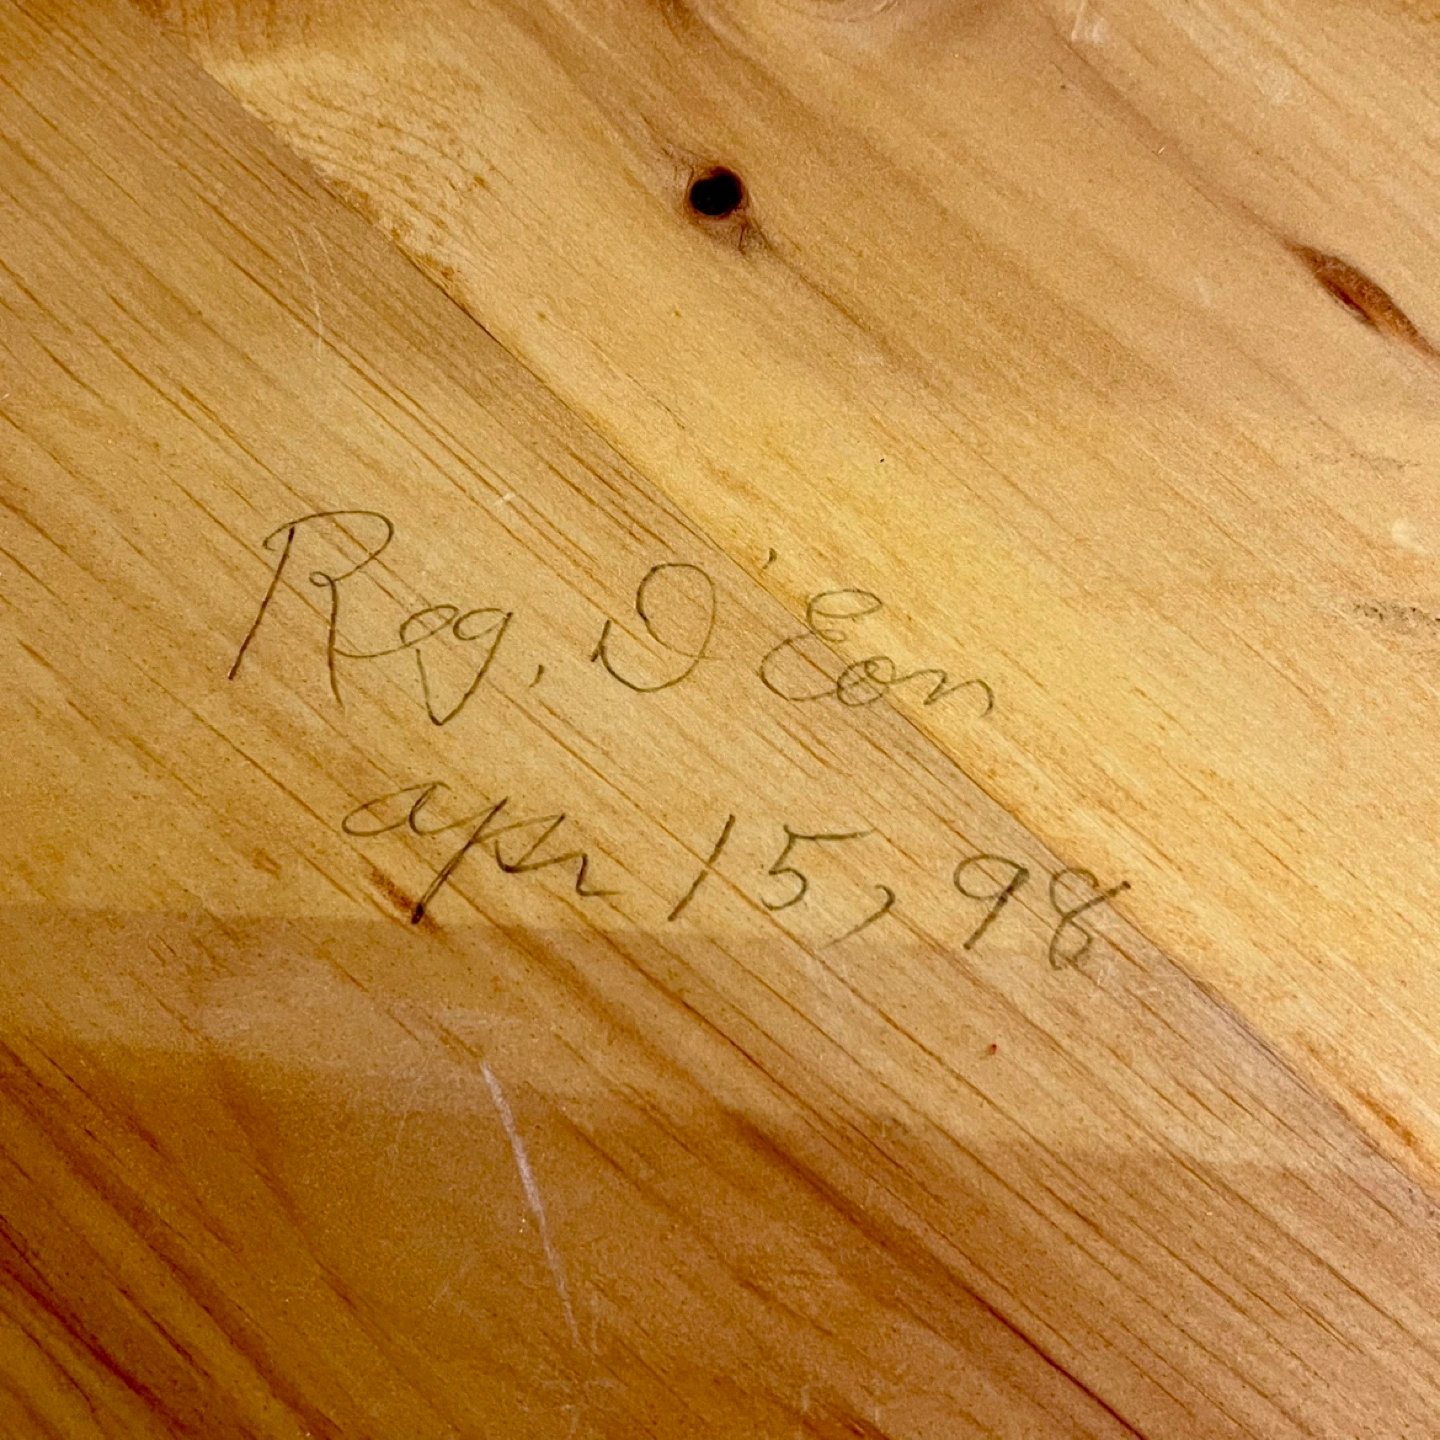 Reg. D'Eon
apr 15, 98